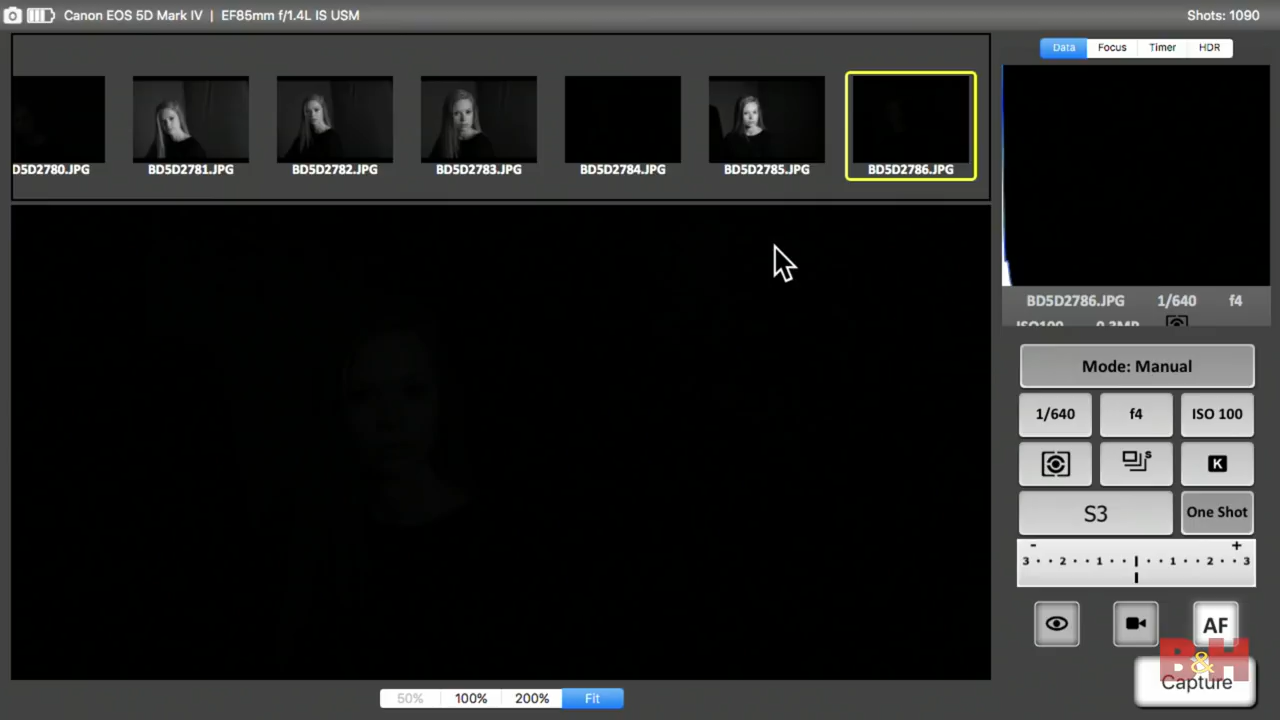 Canon EOS 5D Mark IV | EF85mm f/1.4L IS USM
Shots: 1090
Data Focus Timer HDR
D5D2780.JPG BD5D2781.JPG BD5D2782.JPG BD5D2783.JPG BD5D2784.JPG BD5D2785.JPG BD5D2786.JPG
BD5D2786.JPG 1/640 f4
ISO100 0.3MP
Mode: Manual
1/640 f4 ISO 100
S
K
S3 One Shot
- +
3 · · 2 · · 1 · · | · · 1 · · 2 · · 3
AF
B&H
Capture
50% 100% 200% Fit